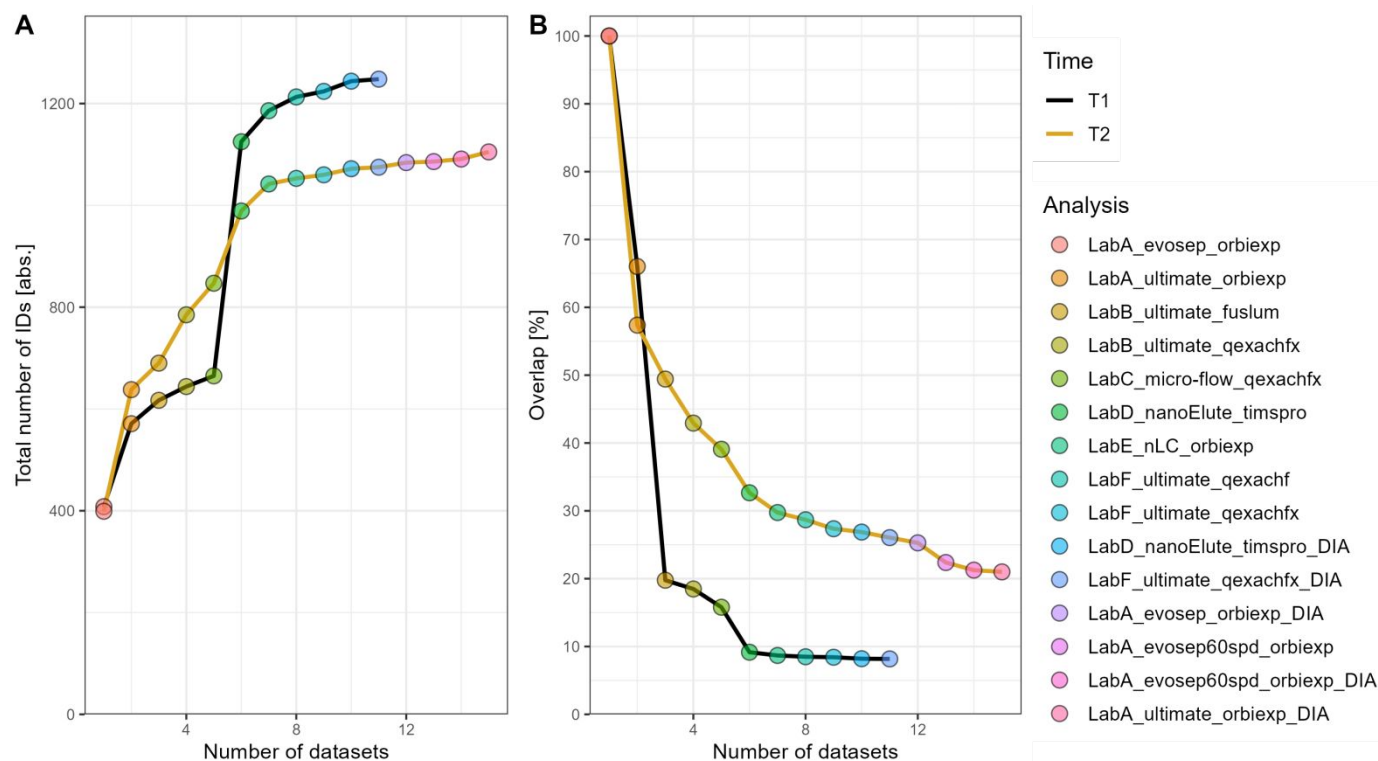 A
Total number of IDs [abs.]
1200
800
400
0
4
8
12
Number of datasets
B
Overlap [%]
100
90
80
70
60
50
40
30
20
10
0
4
8
12
Number of datasets
Time
T1
T2
Analysis
LabA_evosep_orbiexp
LabA_ultimate_orbiexp
LabB_ultimate_fuslum
LabB_ultimate_qexachfx
LabC_micro-flow_qexachfx
LabD_nanoElute_timspro
LabE_nLC_orbiexp
LabF_ultimate_qexachf
LabF_ultimate_qexachfx
LabD_nanoElute_timspro_DIA
LabF_ultimate_qexachfx_DIA
LabA_evosep_orbiexp_DIA
LabA_evosep60spd_orbiexp
LabA_evosep60spd_orbiexp_DIA
LabA_ultimate_orbiexp_DIA